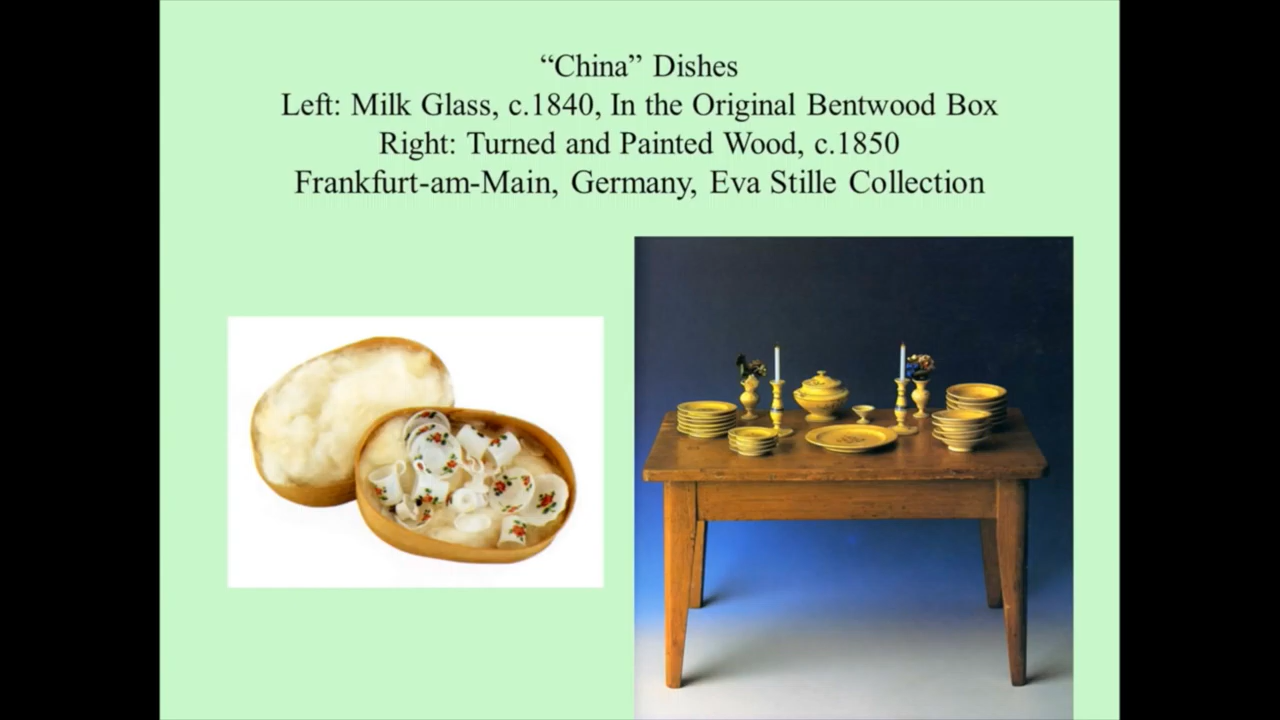 “China” Dishes
Left: Milk Glass, c.1840, In the Original Bentwood Box
Right: Turned and Painted Wood, c.1850
Frankfurt-am-Main, Germany, Eva Stille Collection